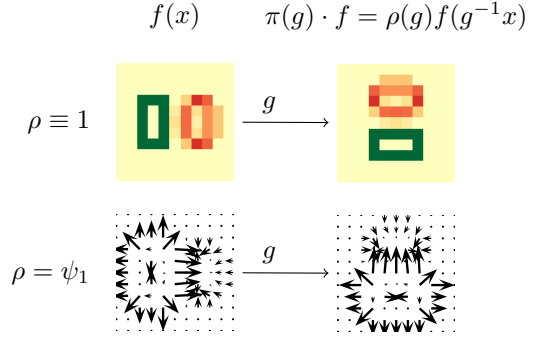 f(x) π(g) · f = ρ(g)f(g⁻¹x)
ρ ≡ 1 g
ρ = ψ₁ g